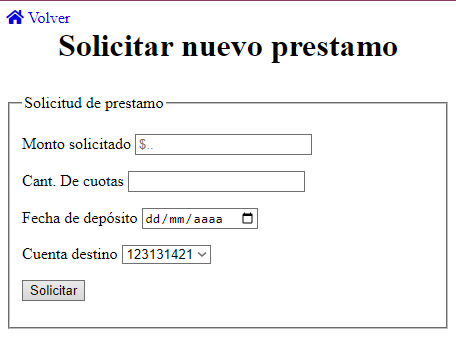 Volver
Solicitar nuevo prestamo
Solicitud de prestamo
Monto solicitado $..
Cant. De cuotas
Fecha de depósito dd/mm/aaaa
Cuenta destino 123131421
Solicitar